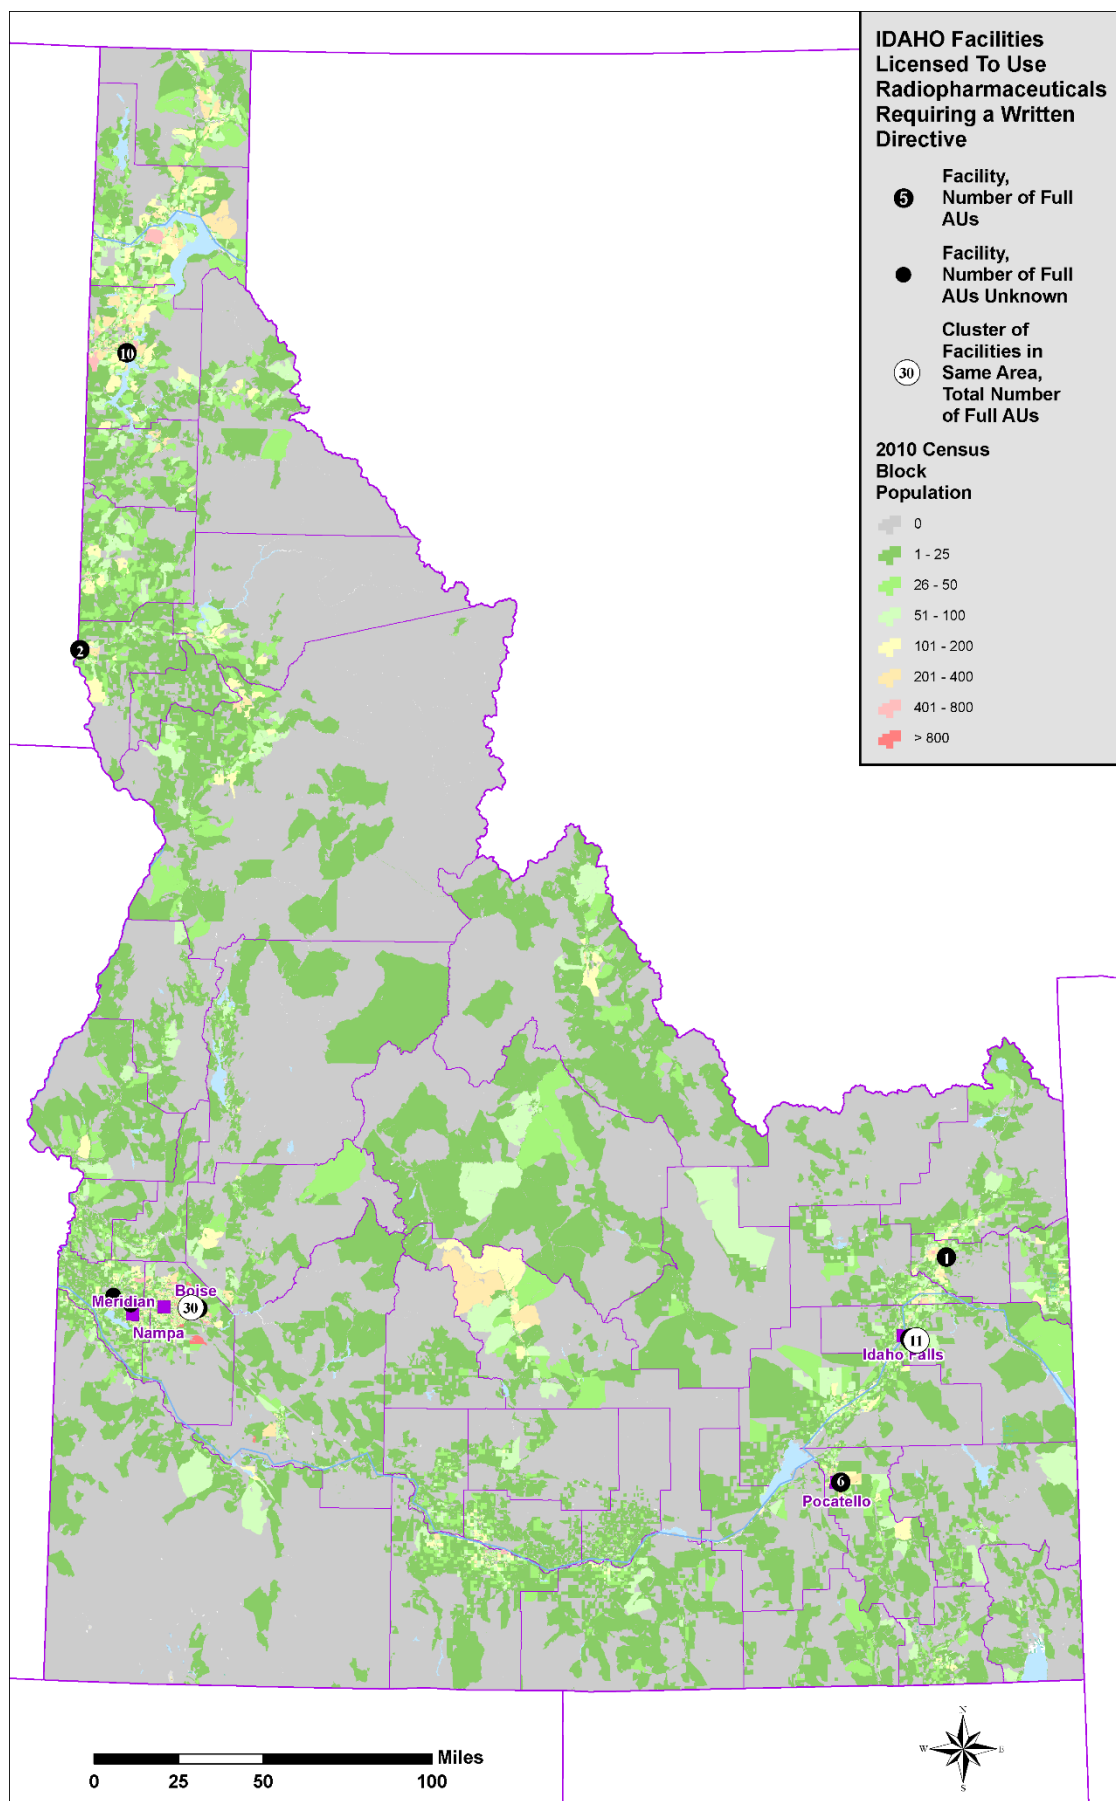 IDAHO Facilities
Licensed To Use
Radiopharmaceuticals
Requiring a Written
Directive
5
Facility,
Number of Full
AUs
Facility,
Number of Full
AUs Unknown
30
Cluster of
Facilities in
Same Area,
Total Number
of Full AUs
2010 Census
Block
Population
0
1 - 25
26 - 50
51 - 100
101 - 200
201 - 400
401 - 800
> 800
10
2
1
Boise
Meridian
30
Nampa
11
Idaho Falls
6
Pocatello
Miles
0 25 50 100
N
W E
S